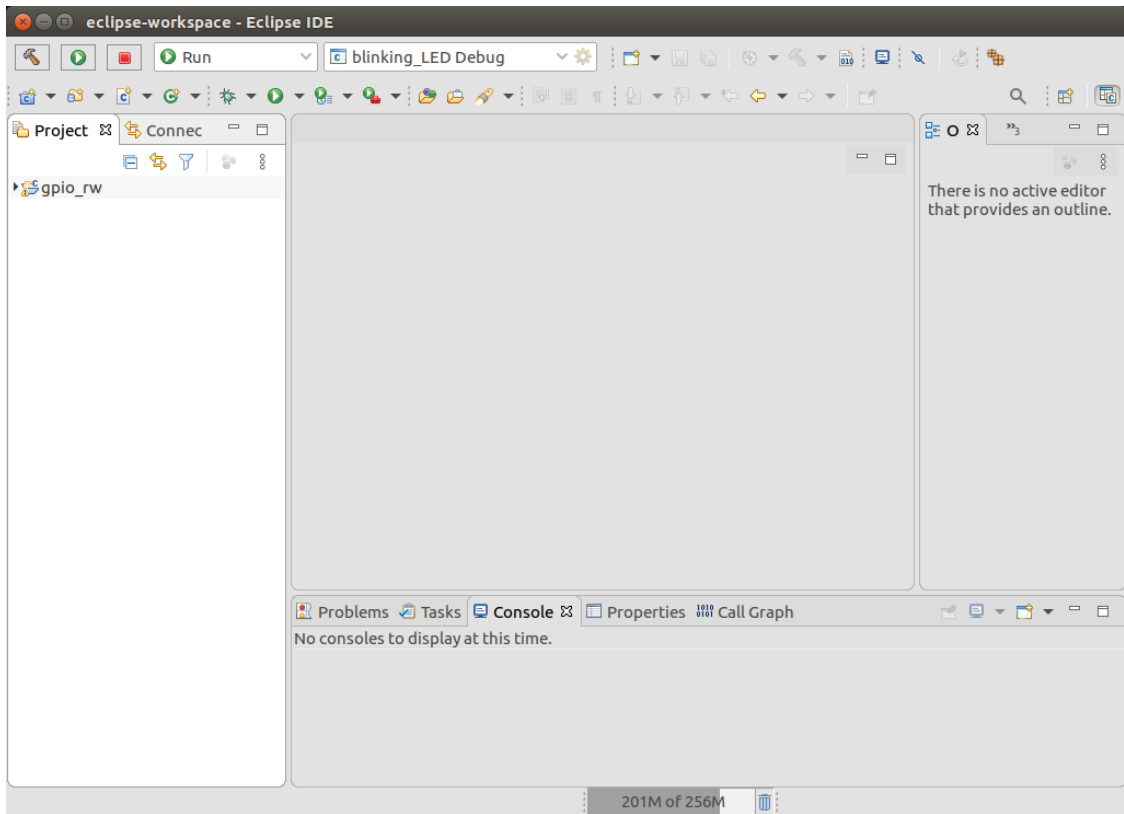 eclipse-workspace - Eclipse IDE
Run
blinking_LED Debug
Project
Connec
O
3
gpio_rw
There is no active editor
that provides an outline.
Problems
Tasks
Console
Properties
Call Graph
No consoles to display at this time.
201M of 256M